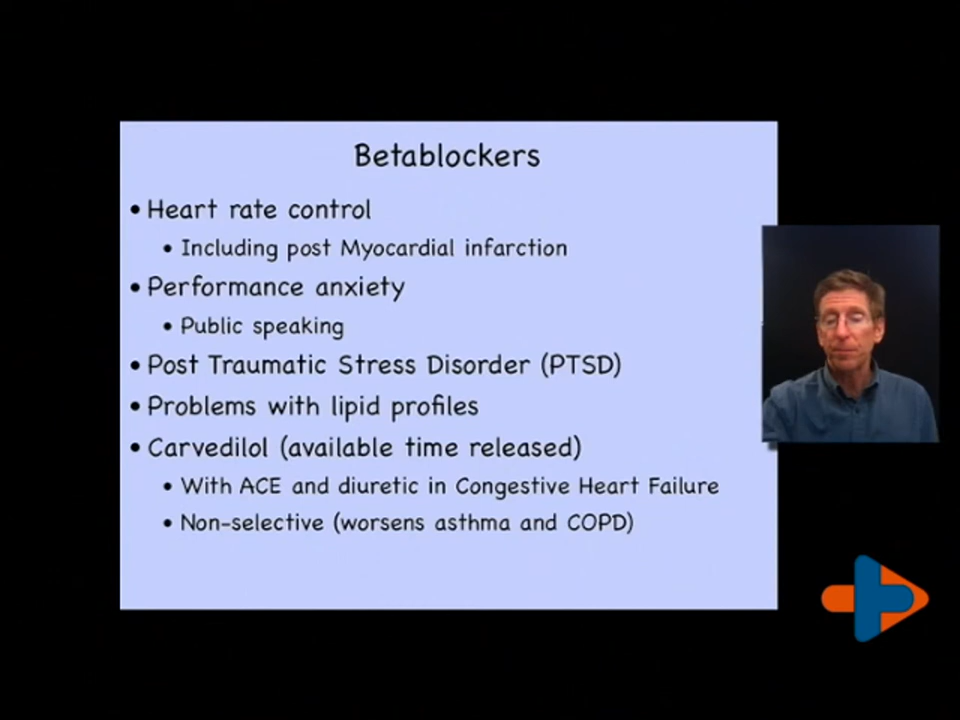 Betablockers
• Heart rate control
• Including post Myocardial infarction
• Performance anxiety
• Public speaking
• Post Traumatic Stress Disorder (PTSD)
• Problems with lipid profiles
• Carvedilol (available time released)
• With ACE and diuretic in Congestive Heart Failure
• Non-selective (worsens asthma and COPD)